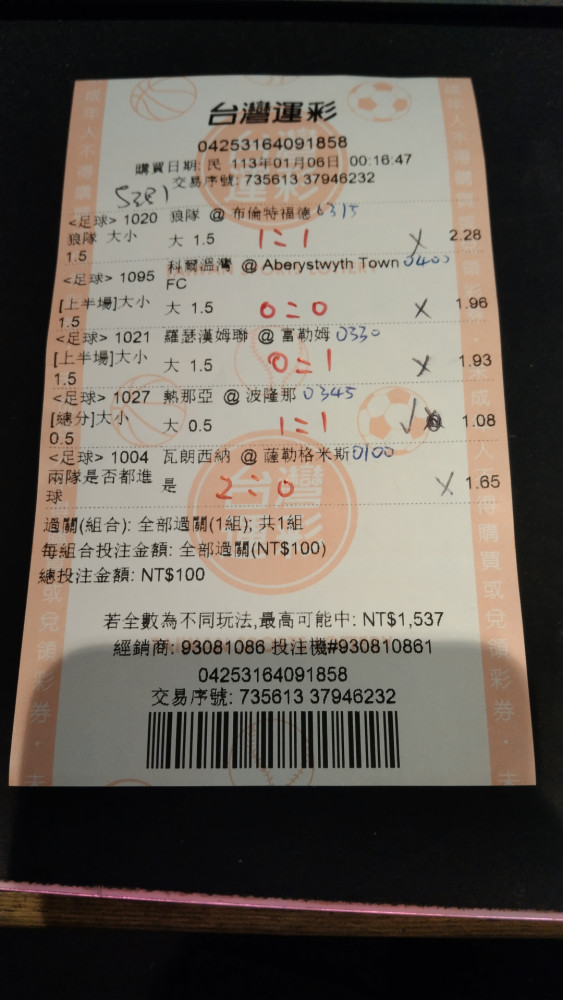 台灣運彩
04253164091858
購買日期: 民 113年01月06日 00:16:47
交易序號: 735613 37946232
5381
<足球> 1020 狼隊 @ 布倫特福德 0315
狼隊 大小 大 1.5 1:1 X 2.28
1.5
<足球> 1095 科爾溫灣 @ Aberystwyth Town 0400
FC
[上半場]大小 大 1.5 0:0 X 1.96
1.5
<足球> 1021 羅瑟漢姆聯 @ 富勒姆 0330
[上半場]大小 大 1.5 0:1 X 1.93
1.5
<足球> 1027 熱那亞 @ 波隆那 0345
[總分]大小 大 0.5 1:1 ✓ 1.08
0.5
<足球> 1004 瓦朗西納 @ 薩勒格米斯 0100
兩隊是否都進球 是 2:0 X 1.65
過關(組合): 全部過關(1組); 共1組
每組合投注金額: 全部過關(NT$100)
總投注金額: NT$100
若全數為不同玩法,最高可能中: NT$1,537
經銷商: 93081086 投注機#930810861
04253164091858
交易序號: 735613 37946232